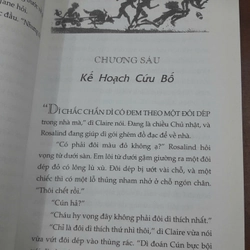 CHƯƠNG SÁU
Kế Hoạch Cứu Bố
"DÌ CHẮC CHẮN DÌ CÓ ĐEM THEO MỘT ĐÔI DÉP
trong nhà mà," dì Claire nói. Đang là chiều Chủ nhật, và
Rosalind đang giúp dì gói ghém đồ đạc để về nhà.
"Có phải đôi màu đỏ không ạ?" Rosalind hỏi
vọng từ dưới sàn. Em lôi từ dưới gầm giường ra một đôi
dép đỏ có lông lù xù. Đôi dép bị ướt vài chỗ, và một
chiếc thì có lỗ thủng nham nhở ở chỗ ngón chân.
"Thôi chết rồi."
"Cún hả?"
"Cháu hy vọng đây không phải đôi dì thích nhất."
"Chỉ là đôi dì thích thứ nhì thôi," dì Claire vừa nói
vừa vứt đôi dép vào thùng rác. "Dì đoán Cún bục bội